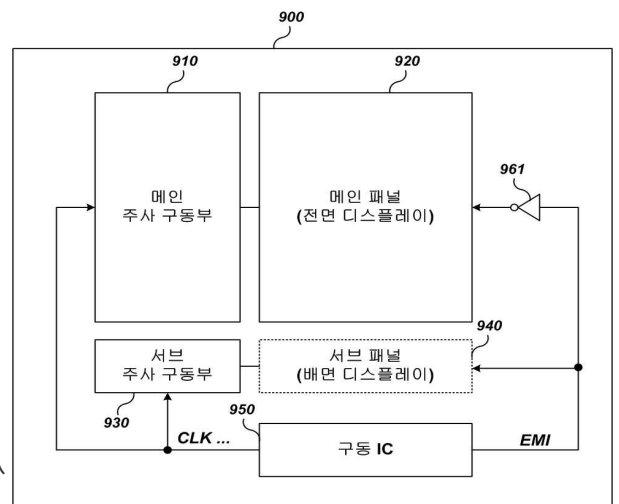 900
910
920
961
메인
주사 구동부
메인 패널
(전면 디스플레이)
서브
주사 구동부
서브 패널
(배면 디스플레이)
940
930
950
CLK ...
구동 IC
EMI